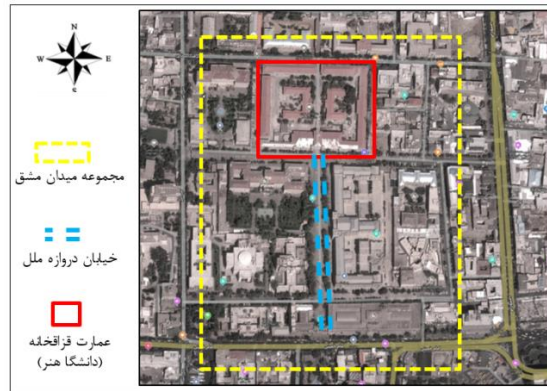 N
W E
S
مجموعه میدان مشق
خیابان دروازه ملل
عمارت قزاقخانه
(دانشگا هنر)